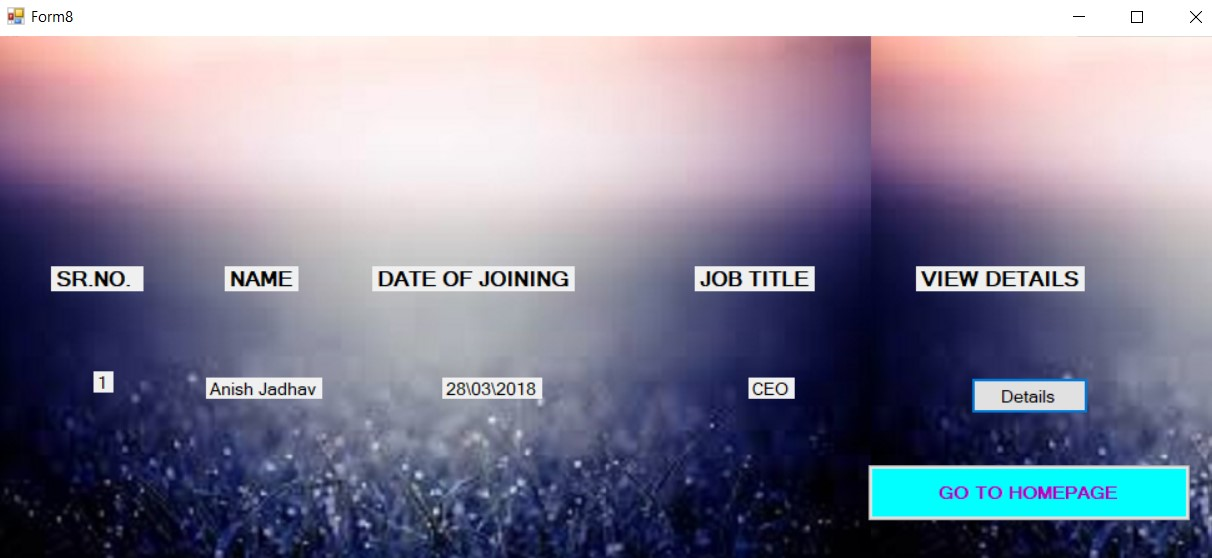 Form8
SR.NO. NAME DATE OF JOINING JOB TITLE VIEW DETAILS
1 Anish Jadhav 28\03\2018 CEO Details
GO TO HOMEPAGE